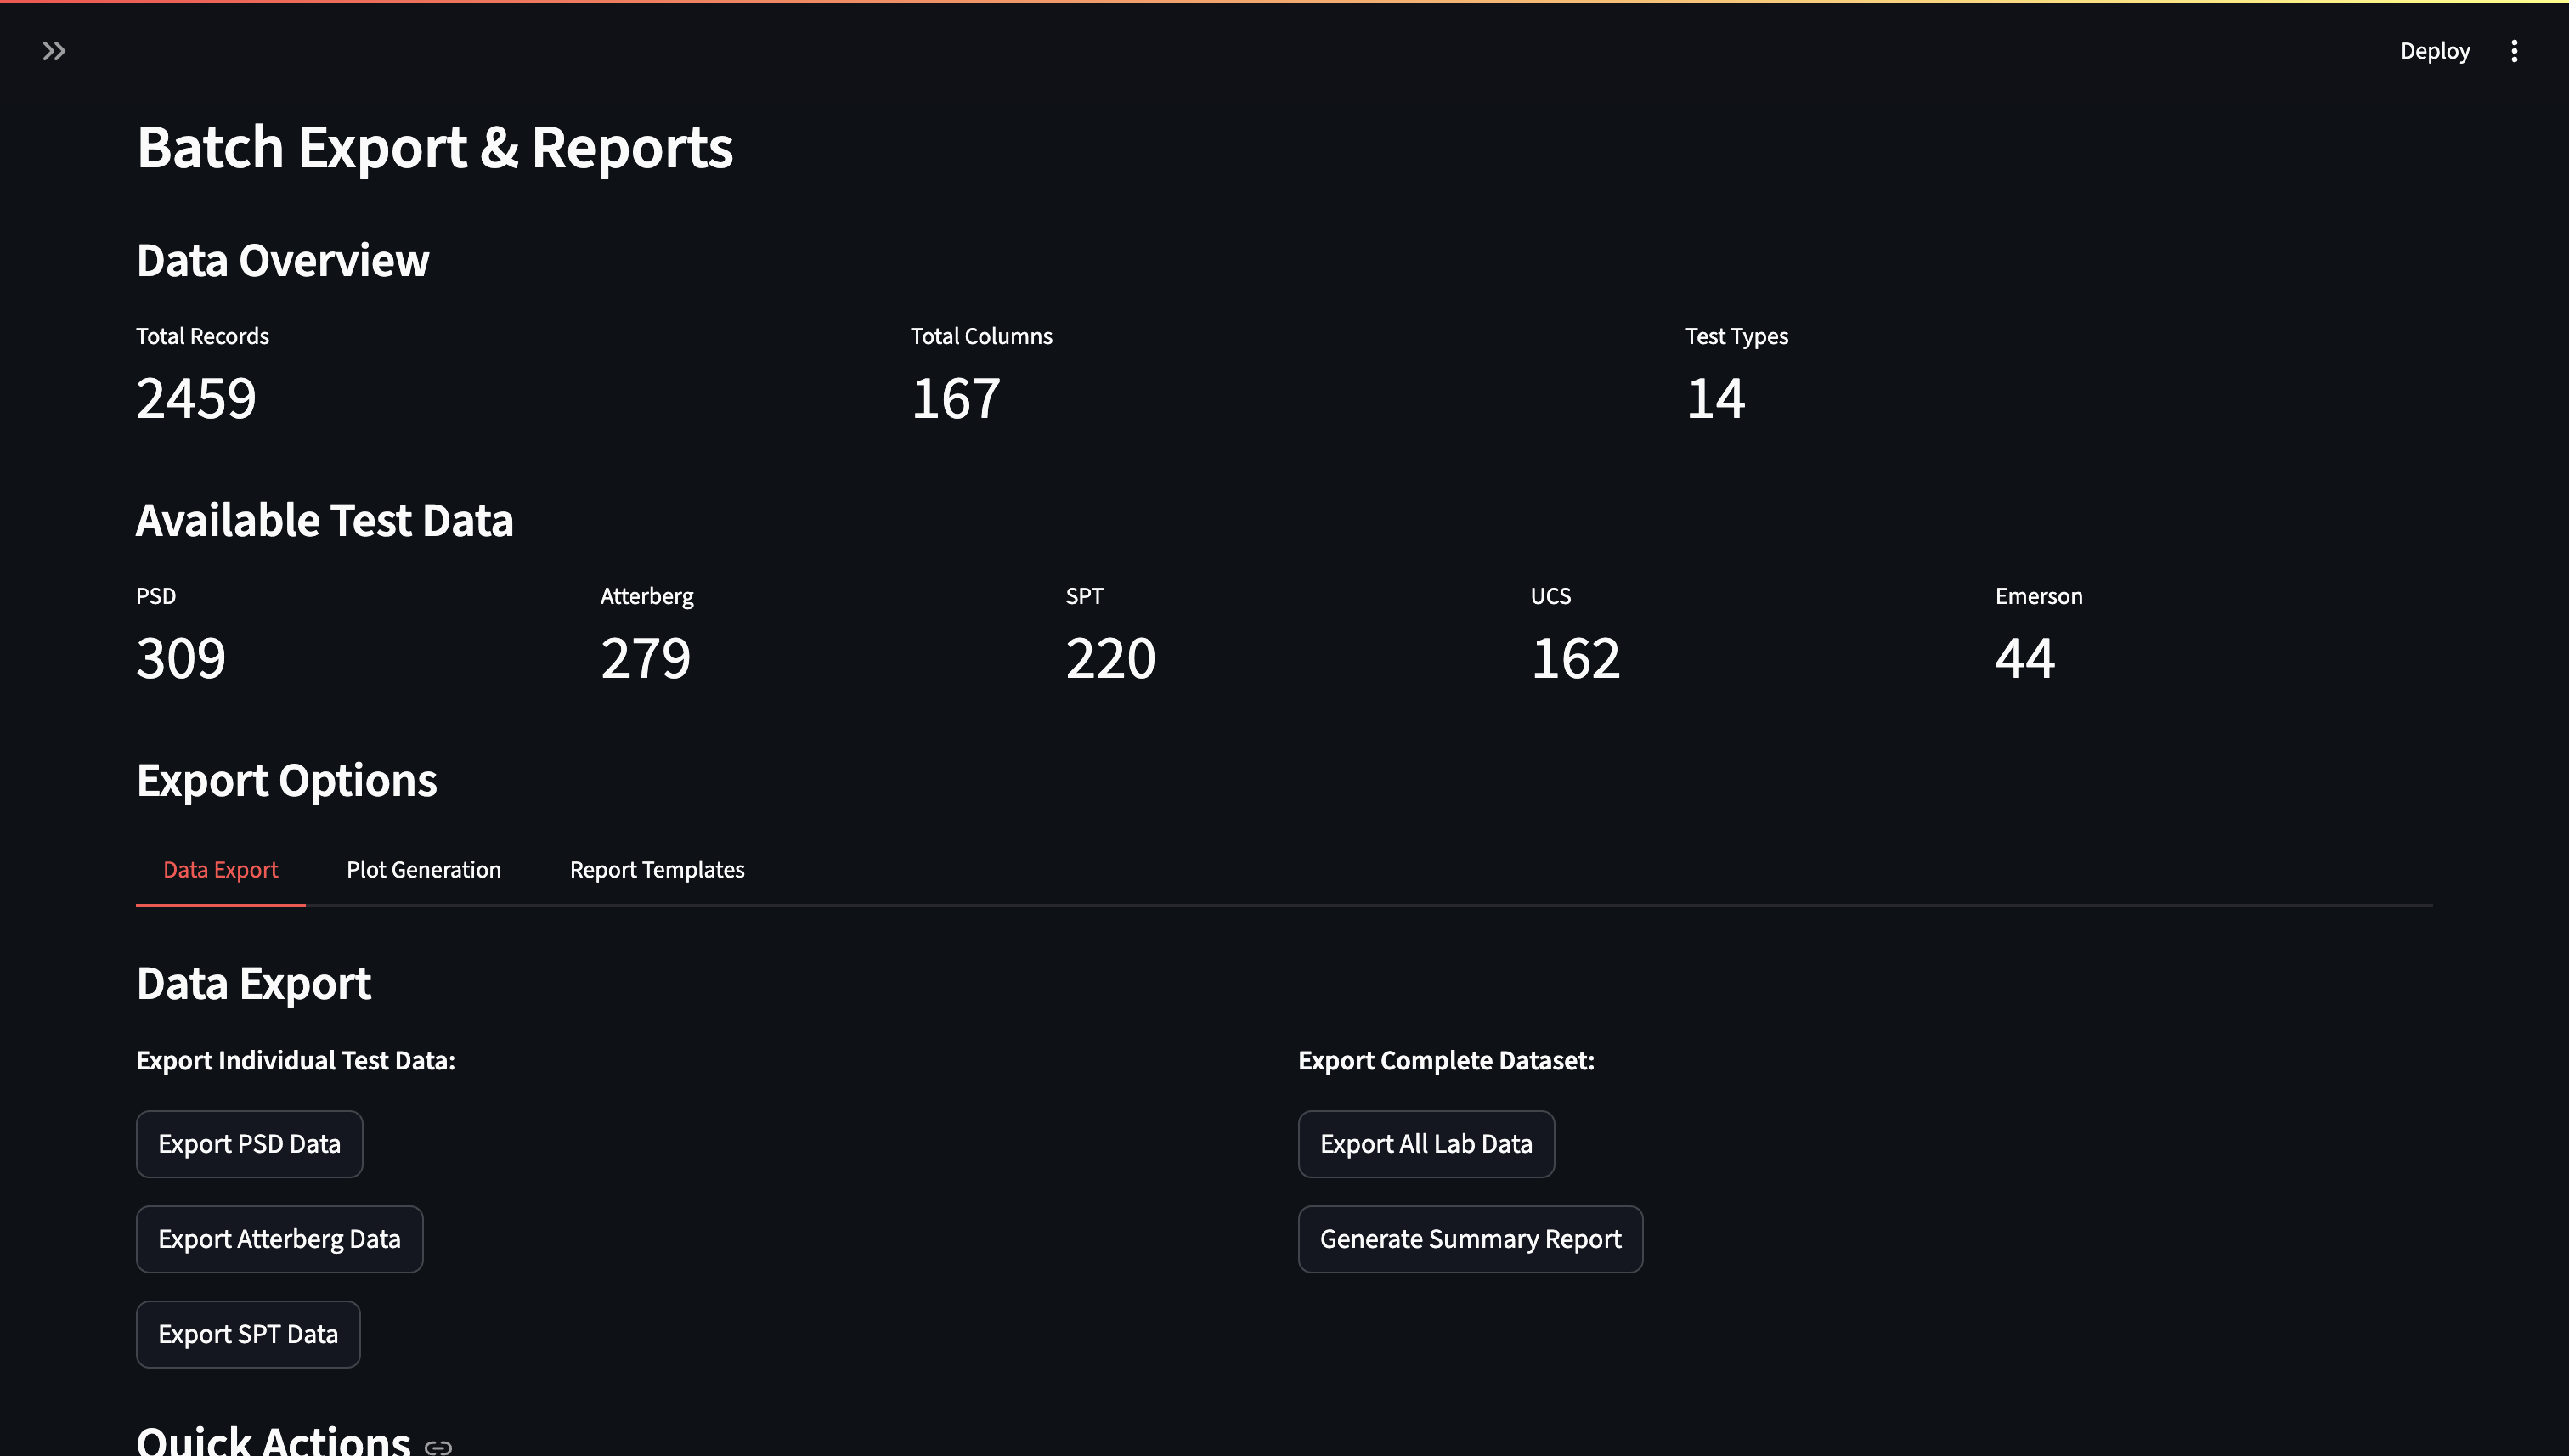 Deploy
Batch Export & Reports
Data Overview
Total Records
2459
Total Columns
167
Test Types
14
Available Test Data
PSD
309
Atterberg
279
SPT
220
UCS
162
Emerson
44
Export Options
Data Export
Plot Generation
Report Templates
Data Export
Export Individual Test Data:
Export PSD Data
Export Atterberg Data
Export SPT Data
Export Complete Dataset:
Export All Lab Data
Generate Summary Report
Quick Actions